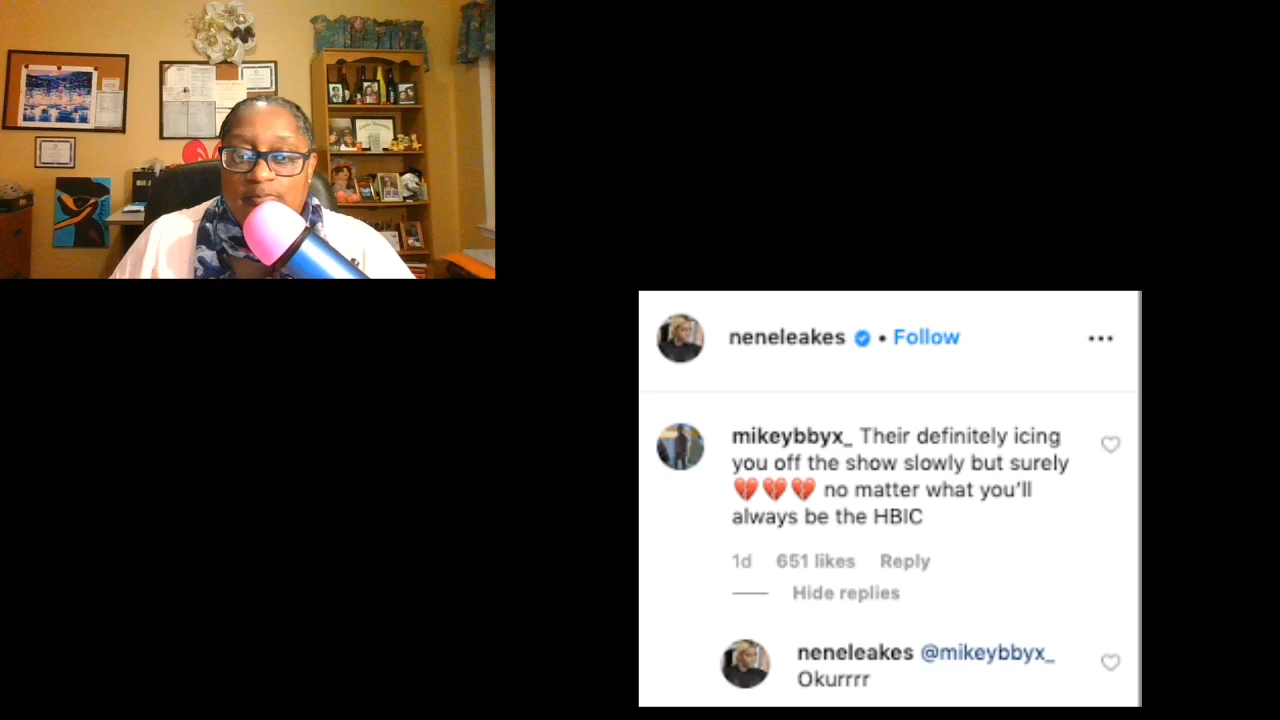 neneleakes • Follow
mikeybbyx_ Their definitely icing
you off the show slowly but surely
💔💔💔 no matter what you'll
always be the HBIC
1d 651 likes Reply
Hide replies
neneleakes @mikeybbyx_
Okurrrr